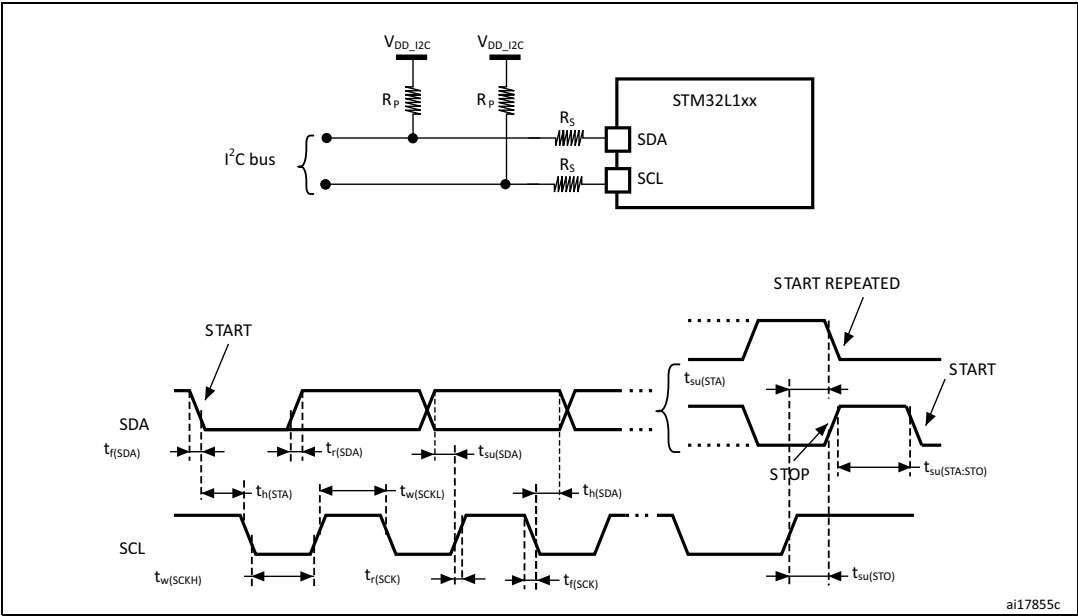 V_DD_I2C V_DD_I2C
R_P R_P
STM32L1xx
R_S
SDA
I²C bus
R_S
SCL
START REPEATED
START
START
t_su(STA)
SDA
t_f(SDA) t_r(SDA) t_su(SDA)
STOP
t_su(STA:STO)
t_h(STA) t_w(SCKL) t_h(SDA)
SCL
t_w(SCKH) t_r(SCK) t_f(SCK) t_su(STO)
ai17855c